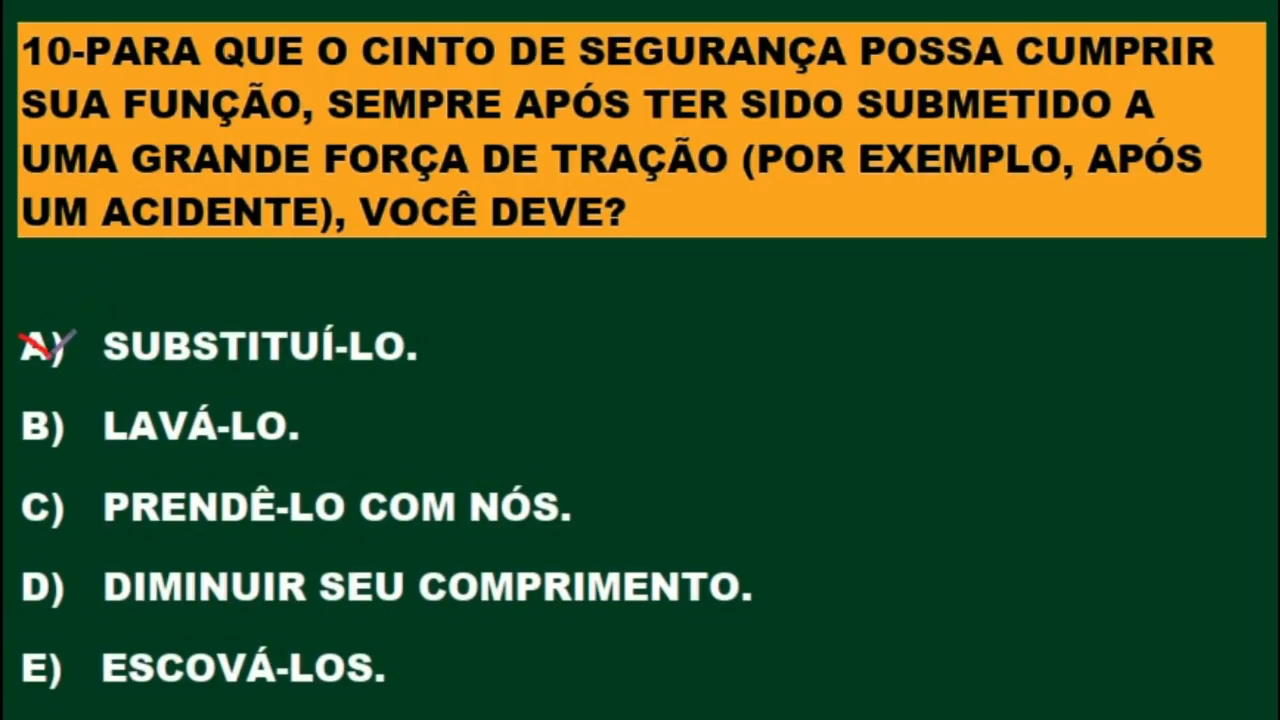 10-PARA QUE O CINTO DE SEGURANÇA POSSA CUMPRIR
SUA FUNÇÃO, SEMPRE APÓS TER SIDO SUBMETIDO A
UMA GRANDE FORÇA DE TRAÇÃO (POR EXEMPLO, APÓS
UM ACIDENTE), VOCÊ DEVE?
A) SUBSTITUÍ-LO.
B) LAVÁ-LO.
C) PRENDÊ-LO COM NÓS.
D) DIMINUIR SEU COMPRIMENTO.
E) ESCOVÁ-LOS.